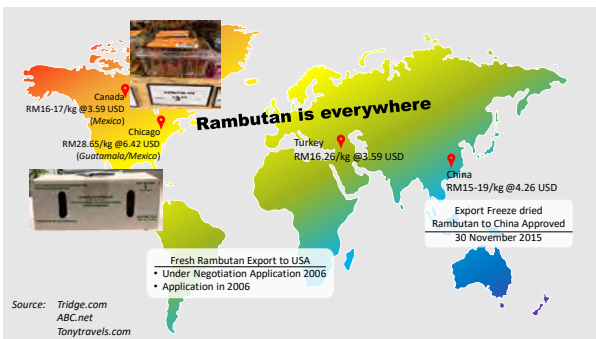 Rambutan is everywhere
Canada
RM16-17/kg @3.59 USD
(Mexico)
Chicago
RM28.65/kg @6.42 USD
(Guatamala/Mexico)
Turkey
RM16.26/kg @3.59 USD
China
RM15-19/kg @4.26 USD
Export Freeze dried
Rambutan to China Approved
30 November 2015
Fresh Rambutan Export to USA
• Under Negotiation Application 2006
• Application in 2006
Source: Tridge.com
ABC.net
Tonytravels.com